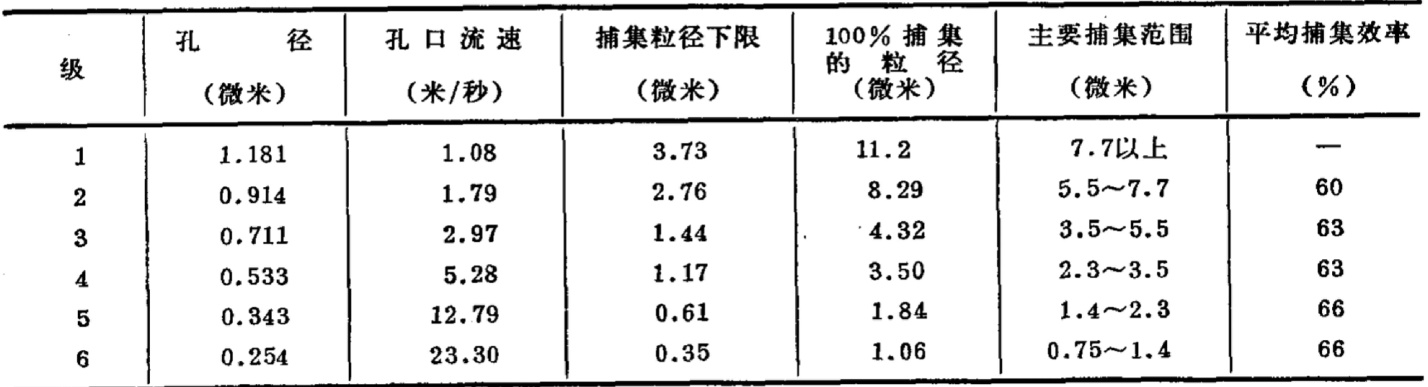 级 孔 径 (微米) 孔口流速 (米/秒) 捕集粒径下限 (微米) 100%捕集的粒径 (微米) 主要捕集范围 (微米) 平均捕集效率 (%)
1 1.181 1.08 3.73 11.2 7.7以上 —
2 0.914 1.79 2.76 8.29 5.5～7.7 60
3 0.711 2.97 1.44 4.32 3.5～5.5 63
4 0.533 5.28 1.17 3.50 2.3～3.5 63
5 0.343 12.79 0.61 1.84 1.4～2.3 66
6 0.254 23.30 0.35 1.06 0.75～1.4 66